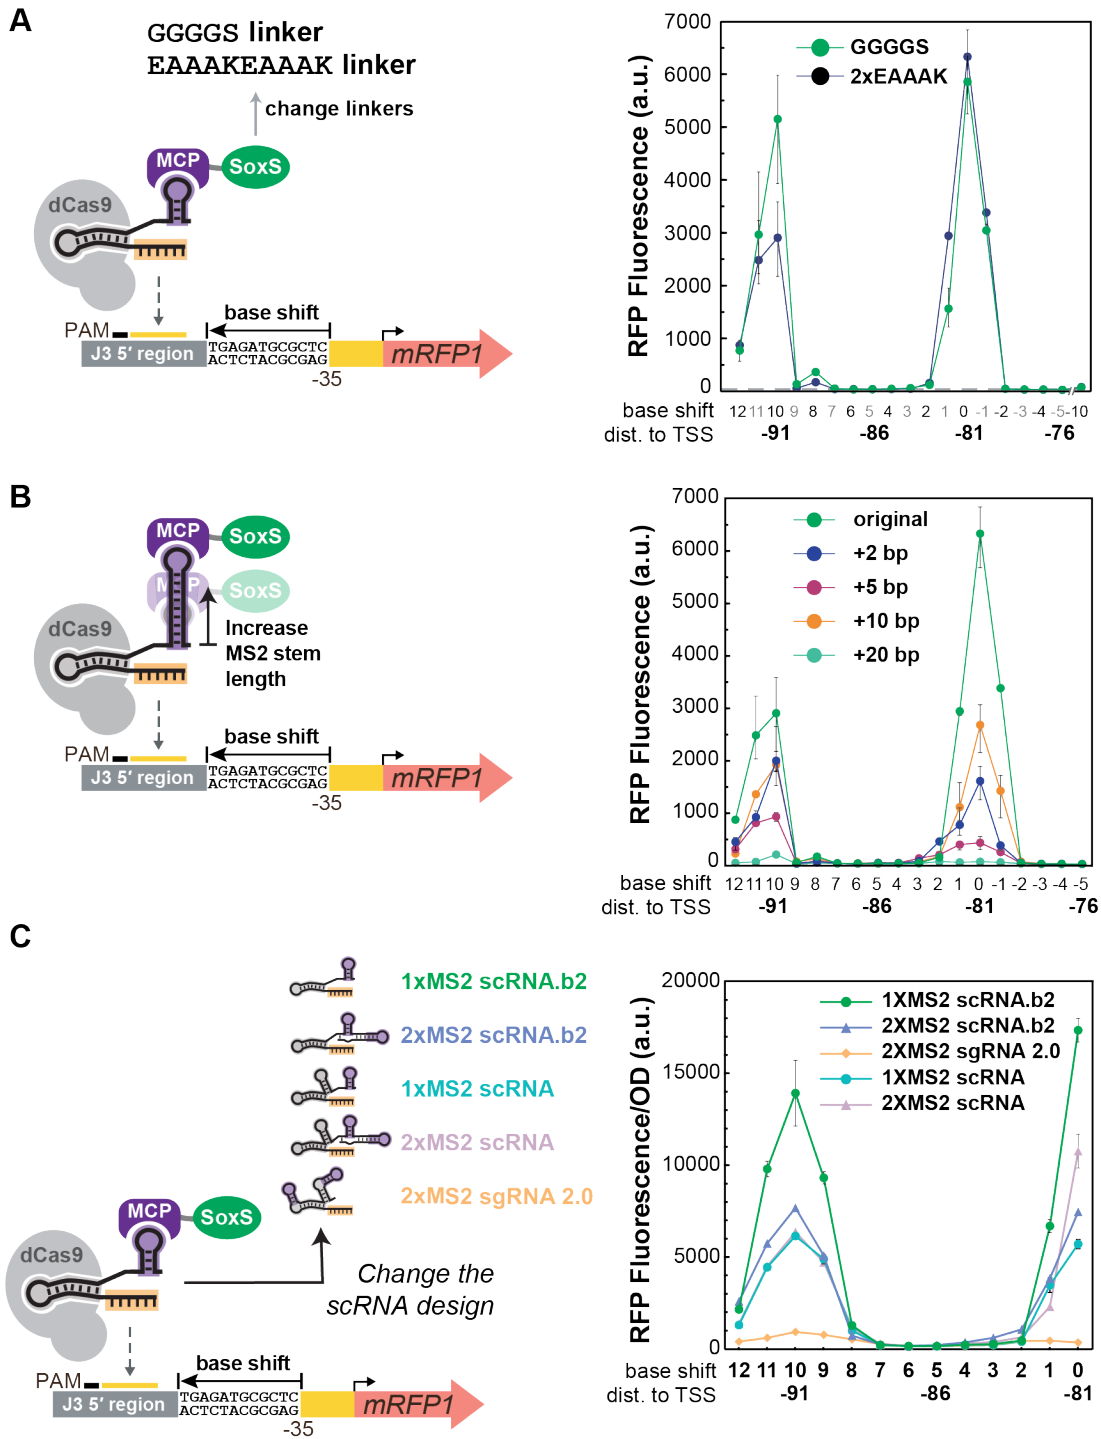 A
GGGGS linker
EAAAKEAAAK linker
change linkers
MCP
SoxS
dCas9
PAM
base shift
J3 5′ region
TGAGATGCGCTC
ACTCTACGCGAG
-35
mRFP1
RFP Fluorescence (a.u.)
7000
6000
5000
4000
3000
2000
1000
0
GGGGS
2xEAAAK
base shift 12 11 10 9 8 7 6 5 4 3 2 1 0 -1 -2 -3 -4 -5 -10
dist. to TSS -91 -86 -81 -76
B
MCP
SoxS
MCP
SoxS
dCas9
Increase
MS2 stem
length
PAM
base shift
J3 5′ region
TGAGATGCGCTC
ACTCTACGCGAG
-35
mRFP1
RFP Fluorescence (a.u.)
7000
6000
5000
4000
3000
2000
1000
0
original
+2 bp
+5 bp
+10 bp
+20 bp
base shift 12 11 10 9 8 7 6 5 4 3 2 1 0 -1 -2 -3 -4 -5
dist. to TSS -91 -86 -81 -76
C
1xMS2 scRNA.b2
2xMS2 scRNA.b2
1xMS2 scRNA
2xMS2 scRNA
2xMS2 sgRNA 2.0
MCP
SoxS
dCas9
Change the
scRNA design
PAM
base shift
J3 5′ region
TGAGATGCGCTC
ACTCTACGCGAG
-35
mRFP1
RFP Fluorescence/OD (a.u.)
20000
15000
10000
5000
0
1XMS2 scRNA.b2
2XMS2 scRNA.b2
2XMS2 sgRNA 2.0
1XMS2 scRNA
2XMS2 scRNA
base shift 12 11 10 9 8 7 6 5 4 3 2 1 0
dist. to TSS -91 -86 -81